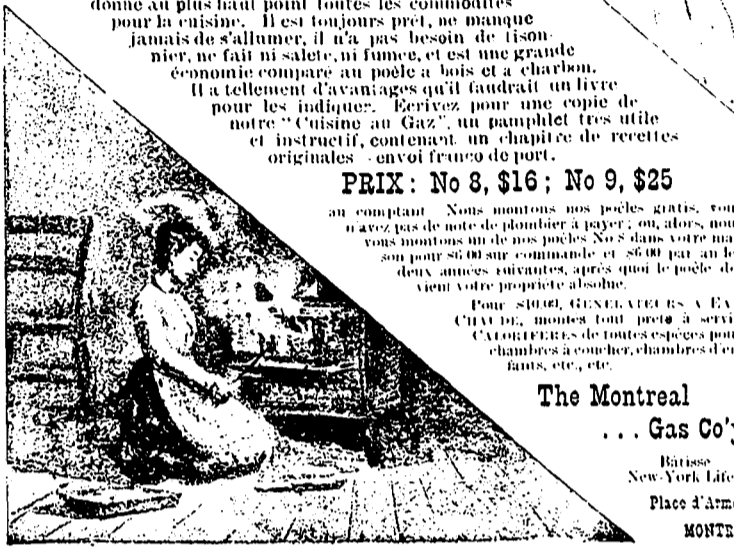 donne au plus haut point toutes les commodités
pour la cuisine. Il est toujours prêt, ne manque
jamais de s'allumer, il n'a pas besoin de tison-
nier, ne fait ni saleté, ni fumée, et est une grande
économie comparé au poêle a bois et a charbon.
Il a tellement d'avantages qu'il faudrait un livre
pour les indiquer. Ecrivez pour une copie de
notre "Cuisine au Gaz", un pamphlet très utile
et instructif, contenant un chapitre de recettes
originales - envoi franco de port.
PRIX: No 8, $16; No 9, $25
au comptant Nous montons nos poêles gratis, vou
n'avez pas de note de plombier à payer; ou, alors, nou
vous montons un de nos poêles No 8 dans votre mai
son pour $6.00 sur commande et $6.00 par an le
deux années suivantes, après quoi le poêle de
vient votre propriété absolue.
Pour $10.00, GENERATEURS A EA
CHAUDE, montés tout prêts à servi
CALORIFÈRES de toutes espèces pou
chambres à coucher, chambres d'en
fants, etc., etc.
The Montreal
... Gas Co'y
Bâtisse
New-York Life
Place d'Arme
MONTR